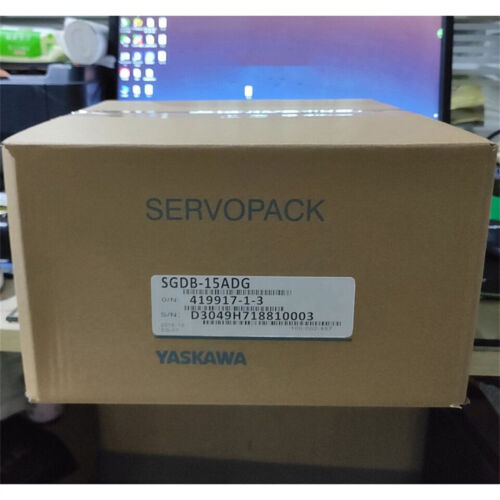 SERVOPACK
SGDB-15ADG
O/N: 419917-1-3
S/N: D3049H718810003
YASKAWA